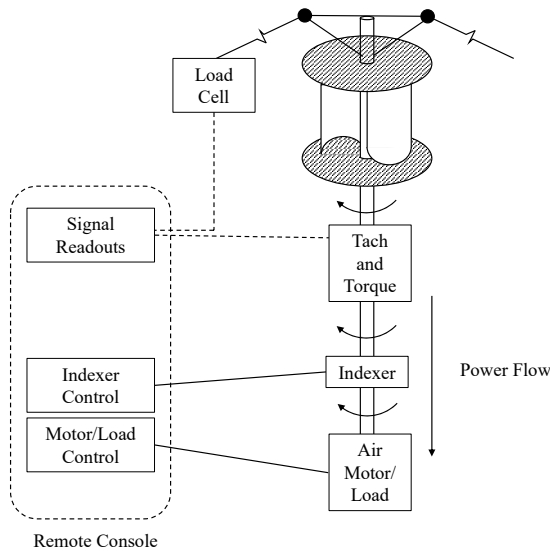 Load
Cell
Signal
Readouts
Tach
and
Torque
Indexer
Control
Indexer
Power Flow
Motor/Load
Control
Air
Motor/
Load
Remote Console